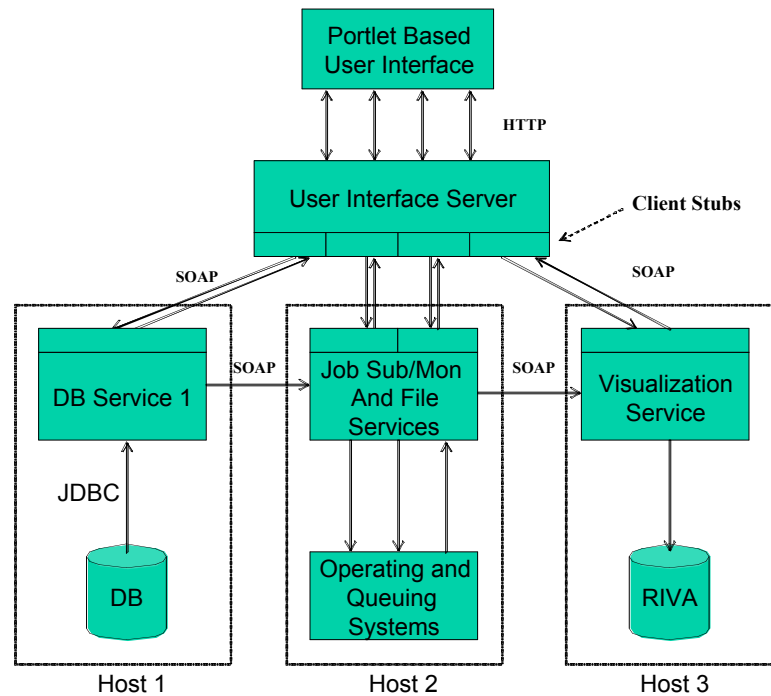 Portlet Based
User Interface
HTTP
User Interface Server
Client Stubs
SOAP
SOAP
DB Service 1
SOAP
Job Sub/Mon
And File
Services
SOAP
Visualization
Service
JDBC
DB
Operating and
Queuing
Systems
RIVA
Host 1
Host 2
Host 3